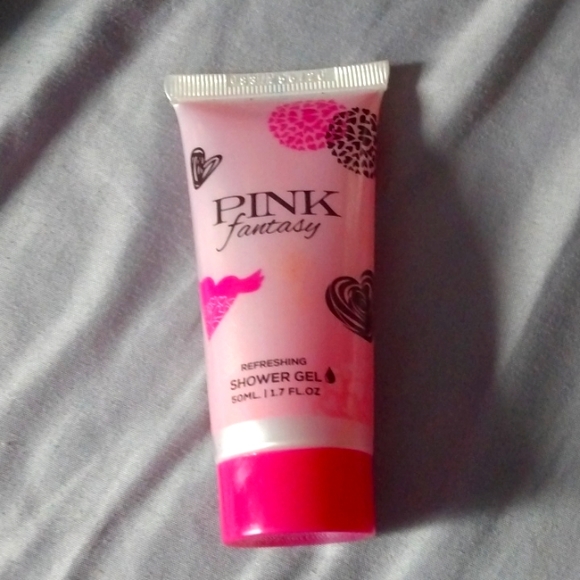 PINK
fantasy
REFRESHING
SHOWER GEL
50ML. | 1.7 FL.OZ